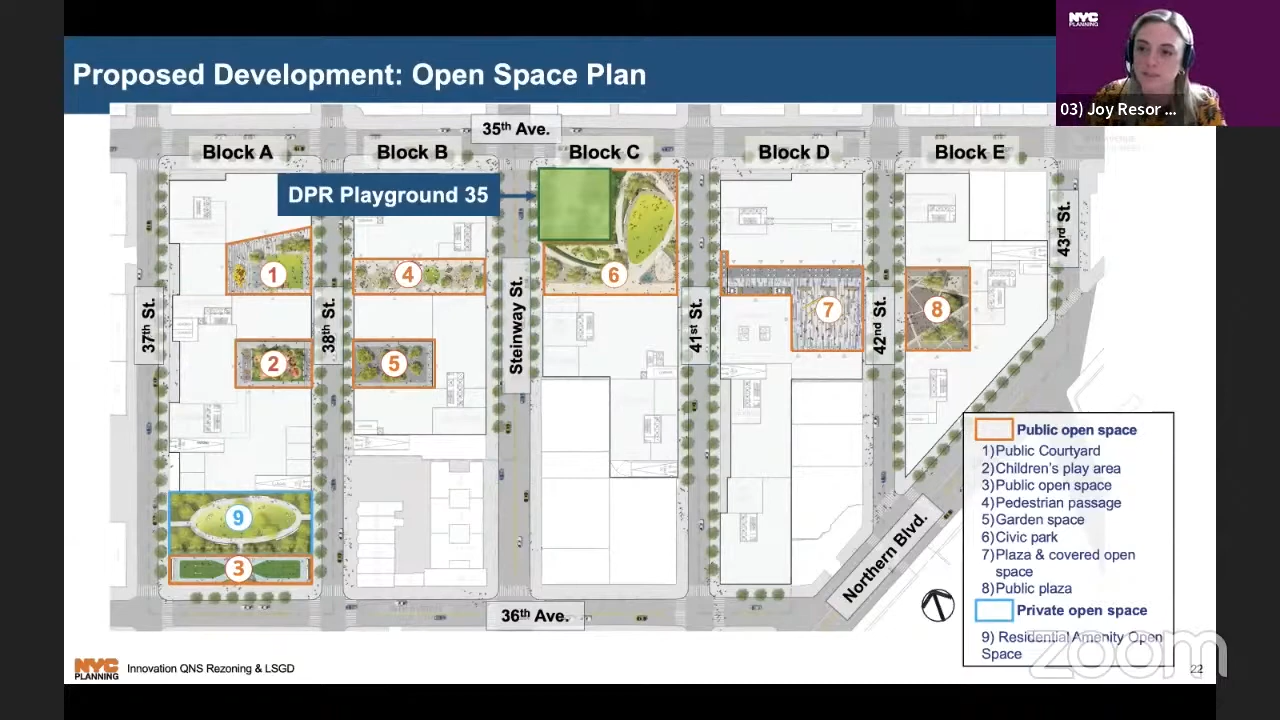 NYC
PLANNING
03) Joy Resor ...
Proposed Development: Open Space Plan
35th Ave.
Block A
Block B
Block C
Block D
Block E
DPR Playground 35
1
4
6
7
8
2
5
9
3
37th St.
38th St.
Steinway St.
41st St.
42nd St.
43rd St.
Northern Blvd.
36th Ave.
Public open space
1)Public Courtyard
2)Children's play area
3)Public open space
4)Pedestrian passage
5)Garden space
6)Civic park
7)Plaza & covered open
space
8)Public plaza
Private open space
9) Residential Amenity Open
Space
zoom
NYC
PLANNING
Innovation QNS Rezoning & LSGD
22